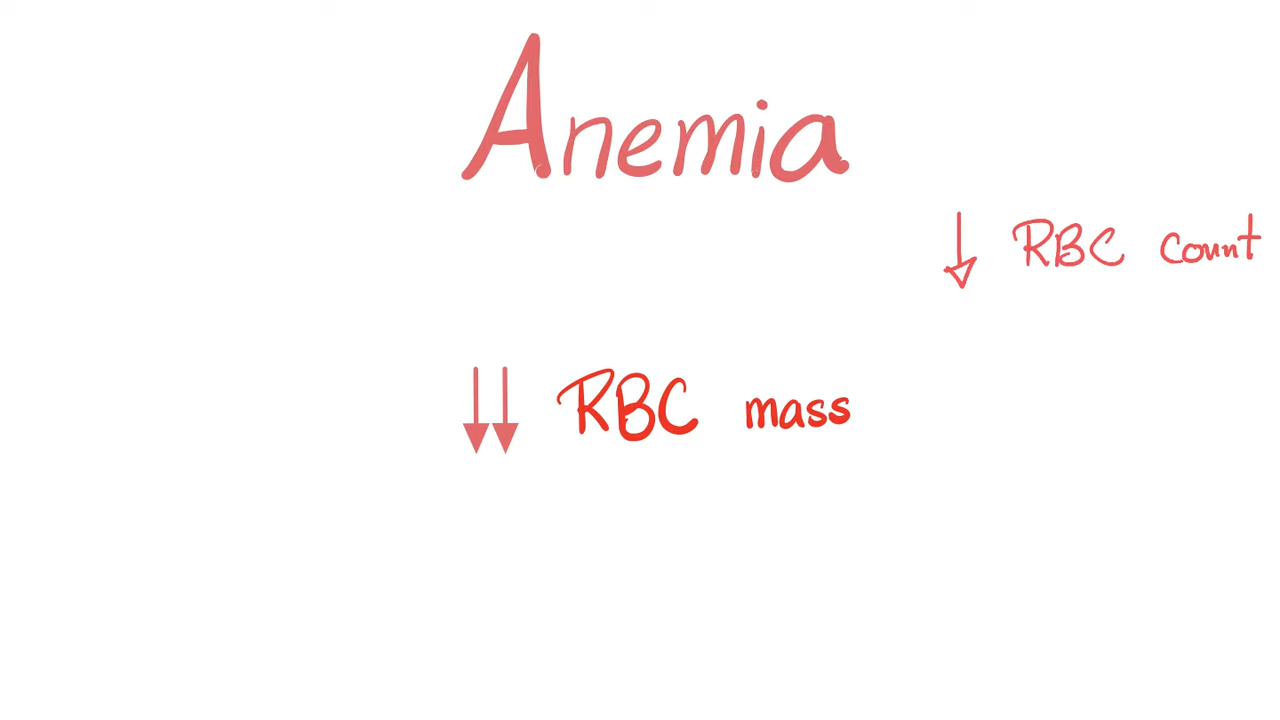 Anemia
↓ RBC count
↓↓ RBC mass